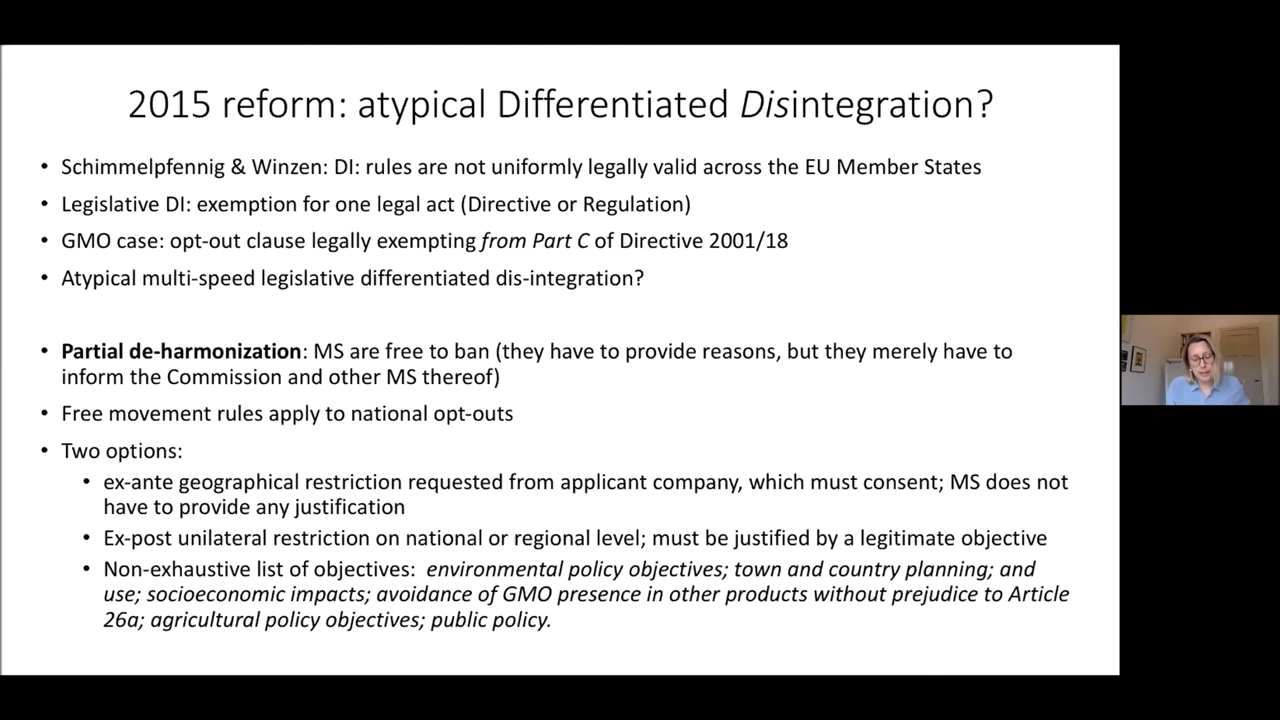 2015 reform: atypical Differentiated Disintegration?
• Schimmelpfennig & Winzen: DI: rules are not uniformly legally valid across the EU Member States
• Legislative DI: exemption for one legal act (Directive or Regulation)
• GMO case: opt-out clause legally exempting from Part C of Directive 2001/18
• Atypical multi-speed legislative differentiated dis-integration?
• Partial de-harmonization: MS are free to ban (they have to provide reasons, but they merely have to
inform the Commission and other MS thereof)
• Free movement rules apply to national opt-outs
• Two options:
• ex-ante geographical restriction requested from applicant company, which must consent; MS does not
have to provide any justification
• Ex-post unilateral restriction on national or regional level; must be justified by a legitimate objective
• Non-exhaustive list of objectives: environmental policy objectives; town and country planning; and
use; socioeconomic impacts; avoidance of GMO presence in other products without prejudice to Article
26a; agricultural policy objectives; public policy.